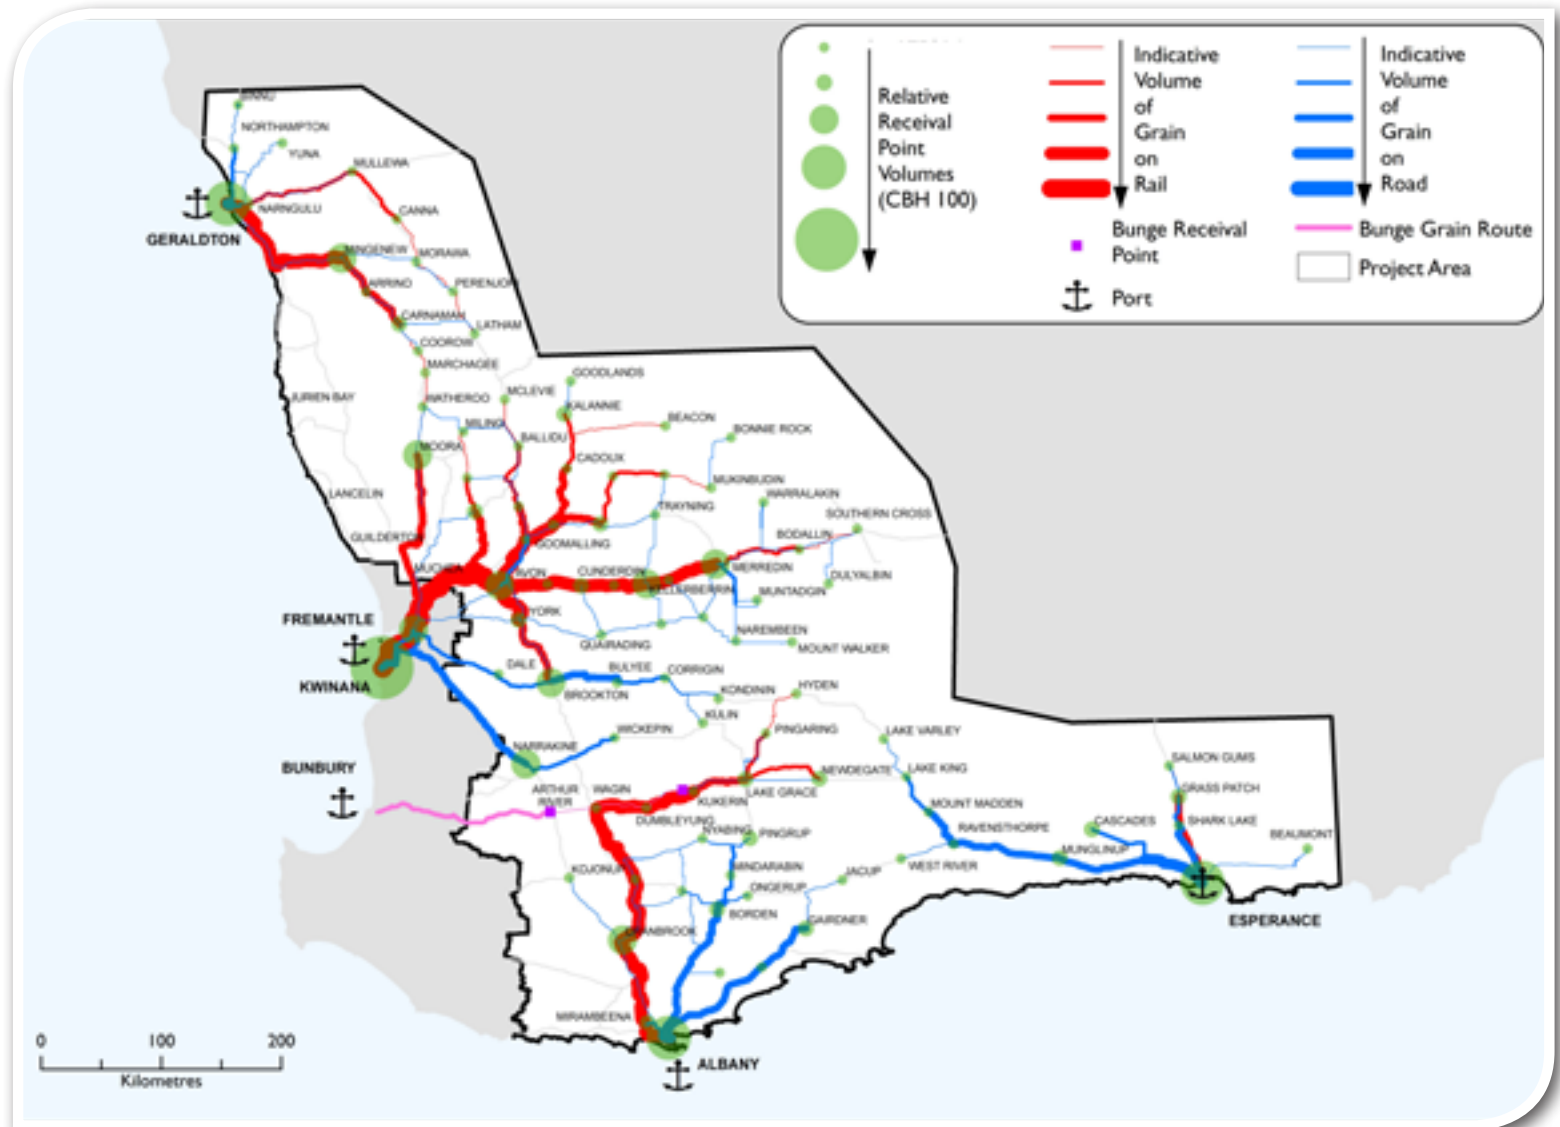 Relative
Receival
Point
Volumes
(CBH 100)
Indicative
Volume
of
Grain
on
Rail
Bunge Receival
Point
Port
Indicative
Volume
of
Grain
on
Road
Bunge Grain Route
Project Area
BINNU
NORTHAMPTON
YUNA
MULLEWA
NARNGULU
CANNA
GERALDTON
MINGENEW
MORAWA
ARRINO
PERENJORI
CARNAMAH
LATHAM
COOROW
MARCHAGEE
GOODLANDS
JURIEN BAY
WATHEROO
MCLEVIE
KALANNIE
MILING
BEACON
BONNIE ROCK
MOORA
BALLIDU
CADOUX
MUKINBUDIN
LANCELIN
WARRALAKIN
TRAYNING
SOUTHERN CROSS
GUILDERTON
GOOMALLING
BODALLIN
MUCHEA
AVON
CUNDERDIN
MERREDIN
DULYALBIN
KELLERBERRIN
MUNTADGIN
FREMANTLE
YORK
NAREMBEEN
QUAIRADING
MOUNT WALKER
KWINANA
DALE
BULYEE
CORRIGIN
BROOKTON
KONDININ
HYDEN
KULIN
WICKEPIN
PINGARING
LAKE VARLEY
NARRAKINE
BUNBURY
SALMON GUMS
NEWDEGATE
LAKE KING
ARTHUR
RIVER
WAGIN
KUKERIN
LAKE GRACE
GRASS PATCH
MOUNT MADDEN
DUMBLEYUNG
NYABING
PINGRUP
RAVENSTHORPE
CASCADES
SHARK LAKE
BEAUMONT
MUNGLINUP
KOJONUP
MINDARABIN
JACUP
WEST RIVER
ONGERUP
BORDEN
GAIRDNER
CRANBROOK
ESPERANCE
MIRAMBEENA
ALBANY
0 100 200
Kilometres